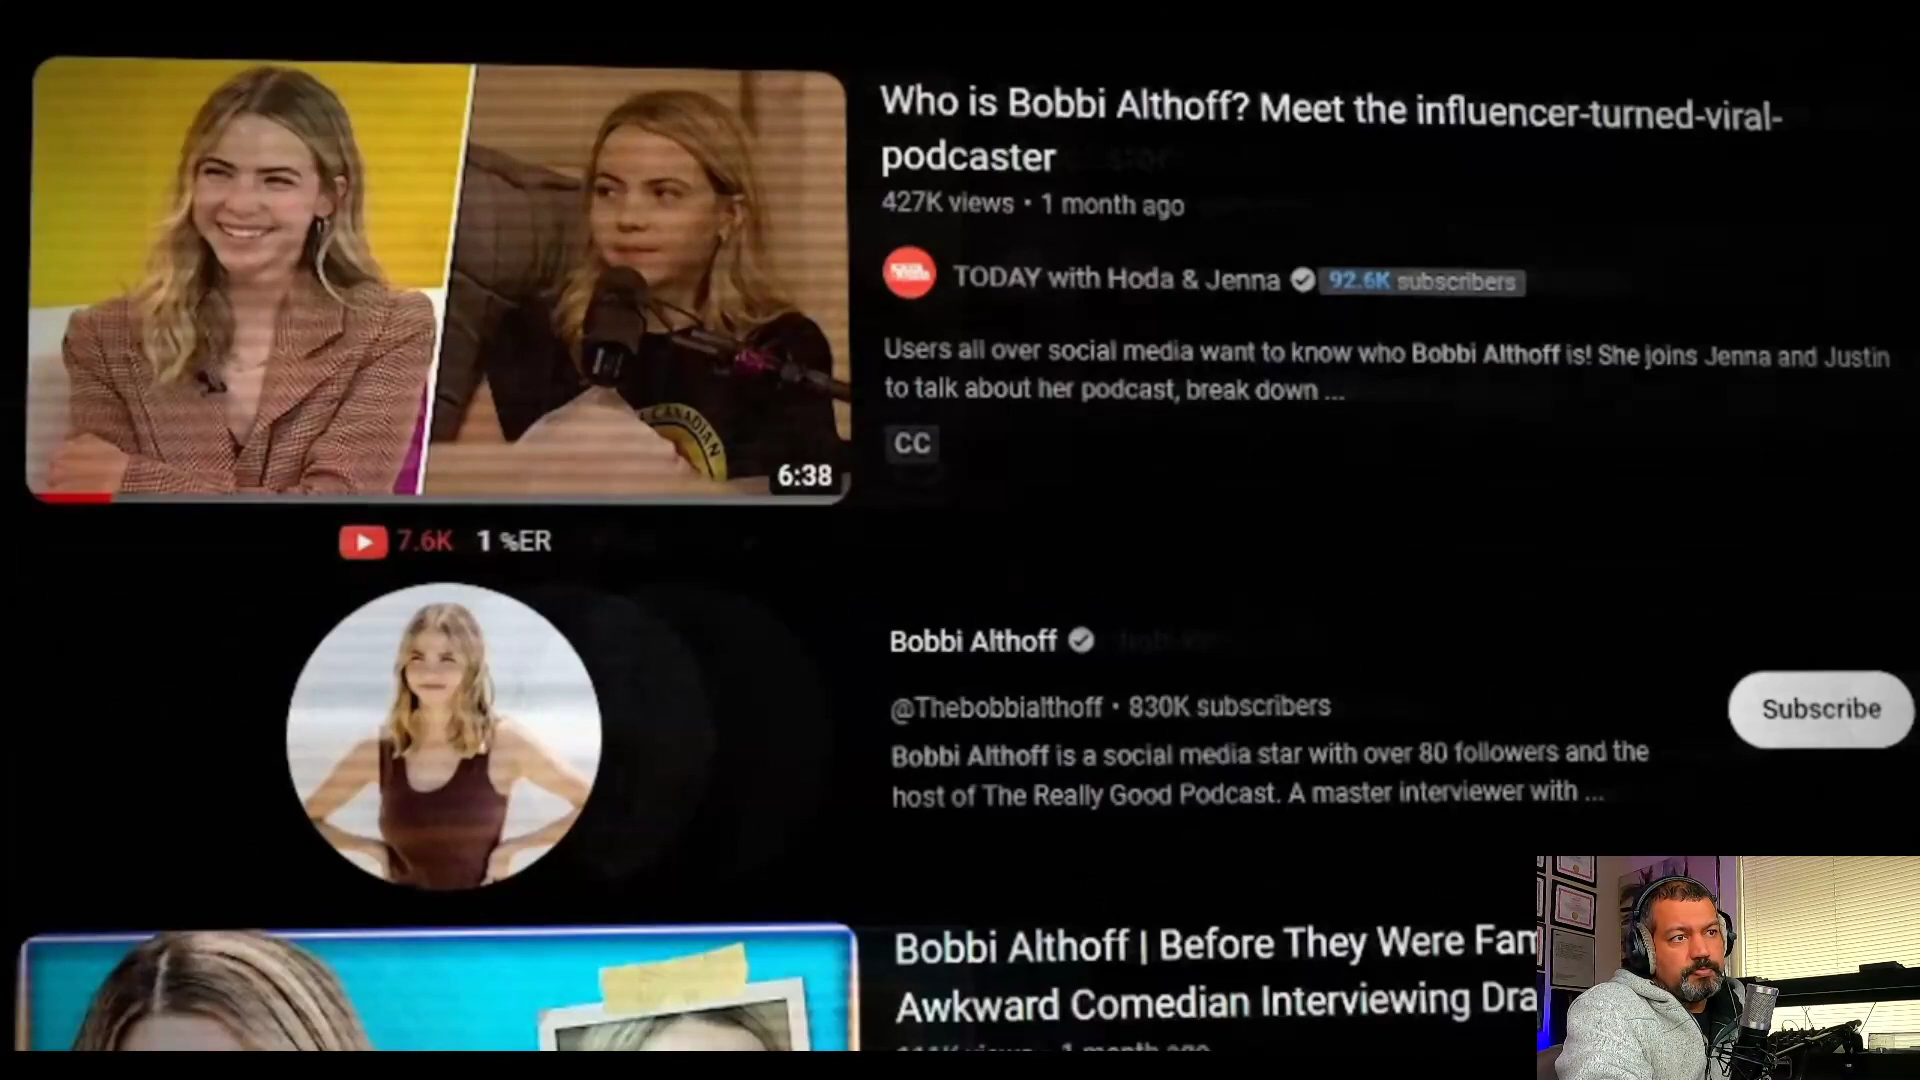 Who is Bobbi Althoff? Meet the influencer-turned-viral-
podcaster
427K views • 1 month ago
TODAY with Hoda & Jenna 92.6K subscribers
Users all over social media want to know who Bobbi Althoff is! She joins Jenna and Justin
to talk about her podcast, break down ...
CC
CANADIAN
6:38
7.6K 1 %ER
Bobbi Althoff
@Thebobbialthoff • 830K subscribers
Subscribe
Bobbi Althoff is a social media star with over 80 followers and the
host of The Really Good Podcast. A master interviewer with ...
Bobbi Althoff | Before They Were Fam
Awkward Comedian Interviewing Dra
1 month ago